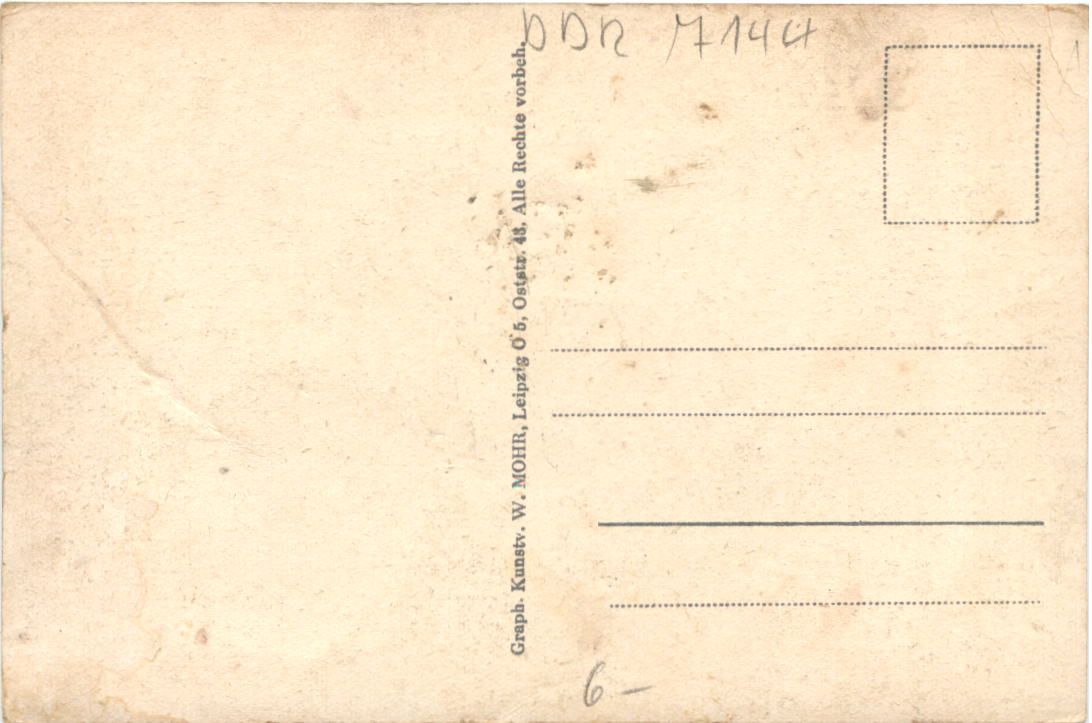 DDR 7144
Graph. Kunstv. W. MOHR, Leipzig O 5, Oststr. 43. Alle Rechte vorbeh.
6 –